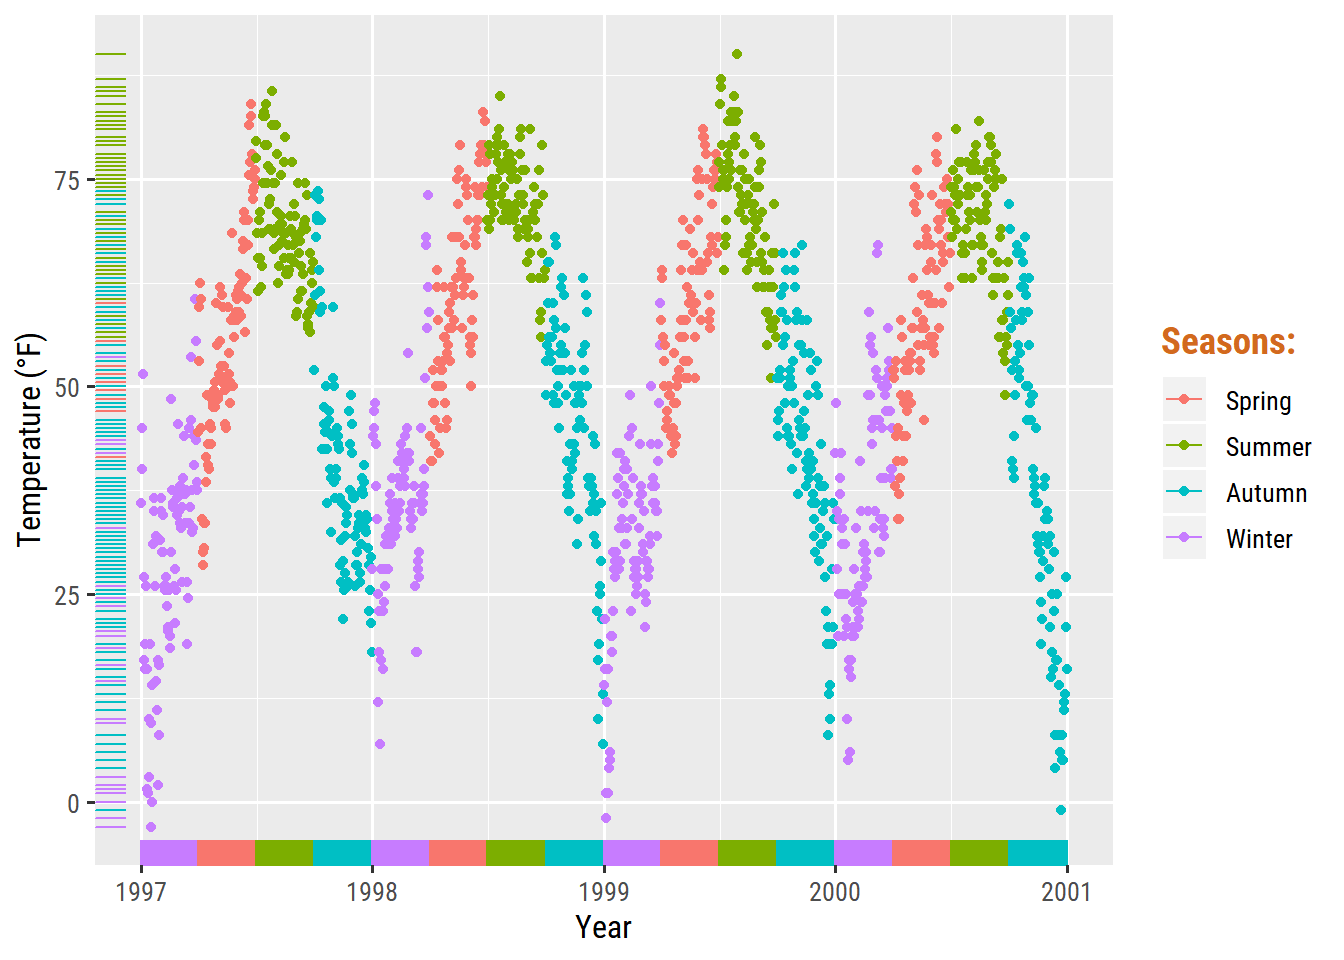 Temperature (°F)
75
50
25
0
1997 1998 1999 2000 2001
Year
Seasons:
Spring
Summer
Autumn
Winter